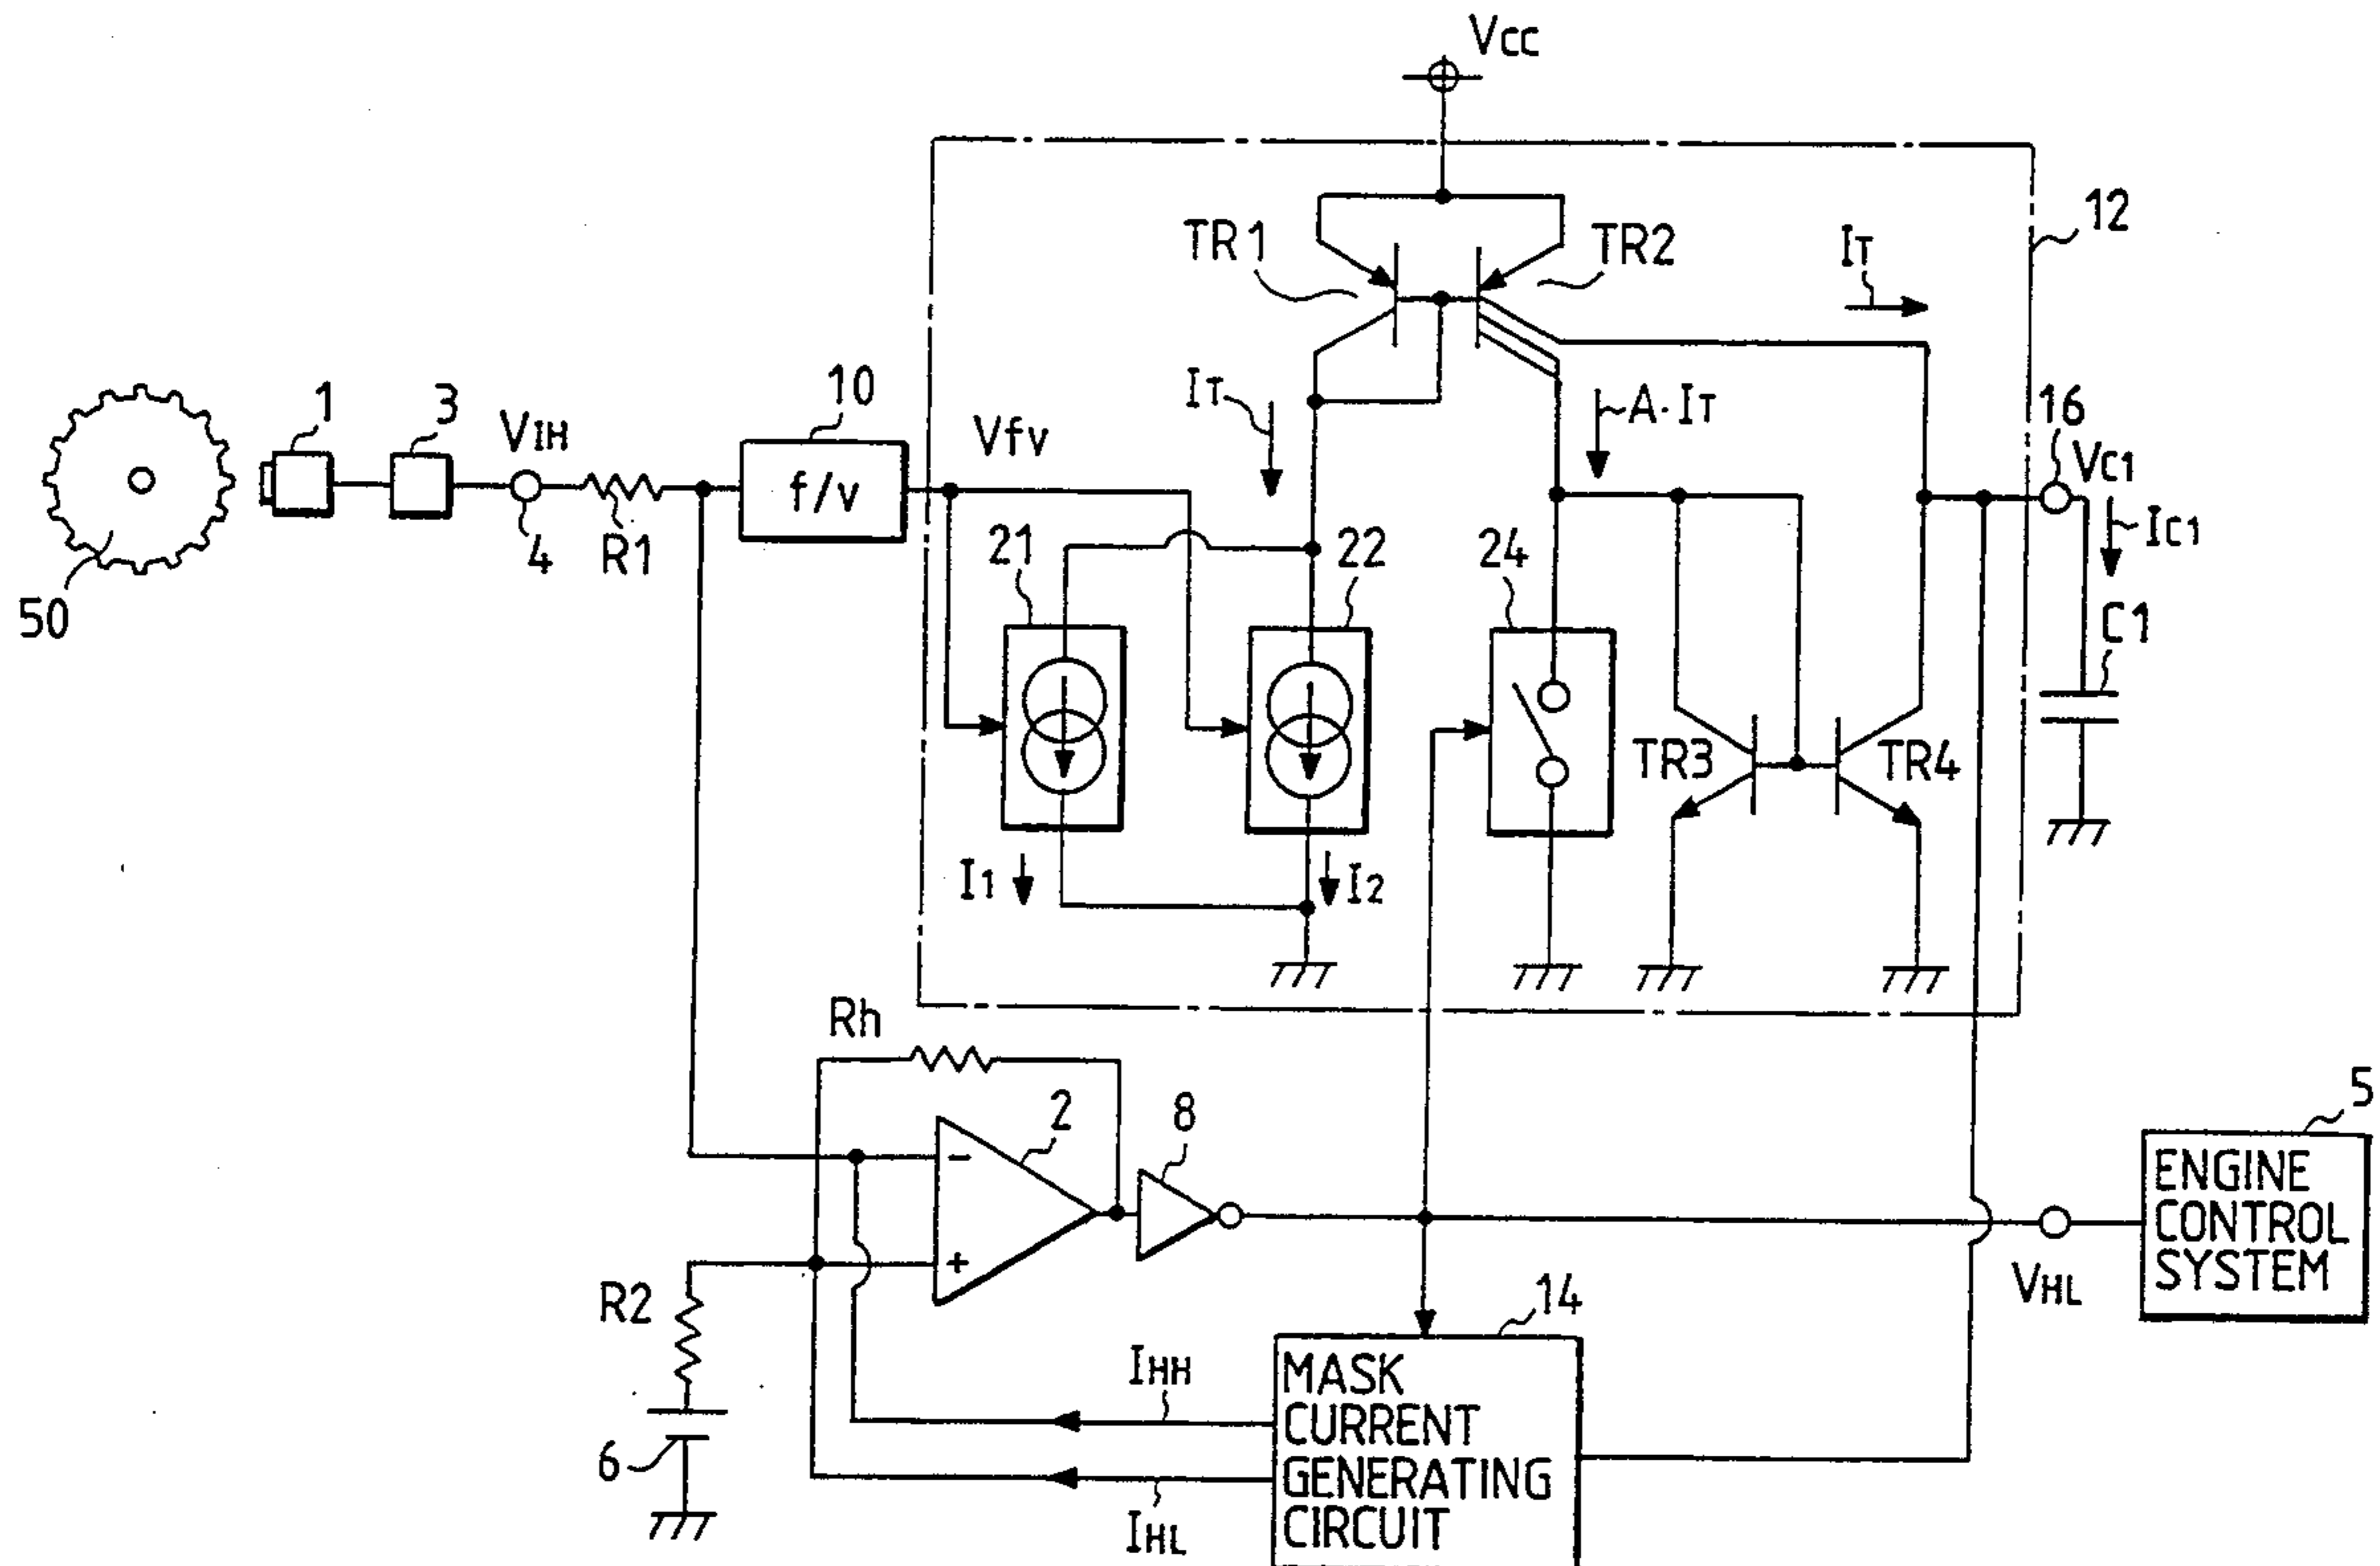 Vcc
12
TR1
TR2
IT
1
3
VIH
10
Vfv
IT
A·IT
16
VC1
IC1
f/v
4
R1
21
22
24
C1
50
TR3
TR4
I1
I2
Rh
2
8
5
ENGINE
CONTROL
SYSTEM
-
+
R2
VHL
14
IHH
MASK
CURRENT
GENERATING
CIRCUIT
6
IHL